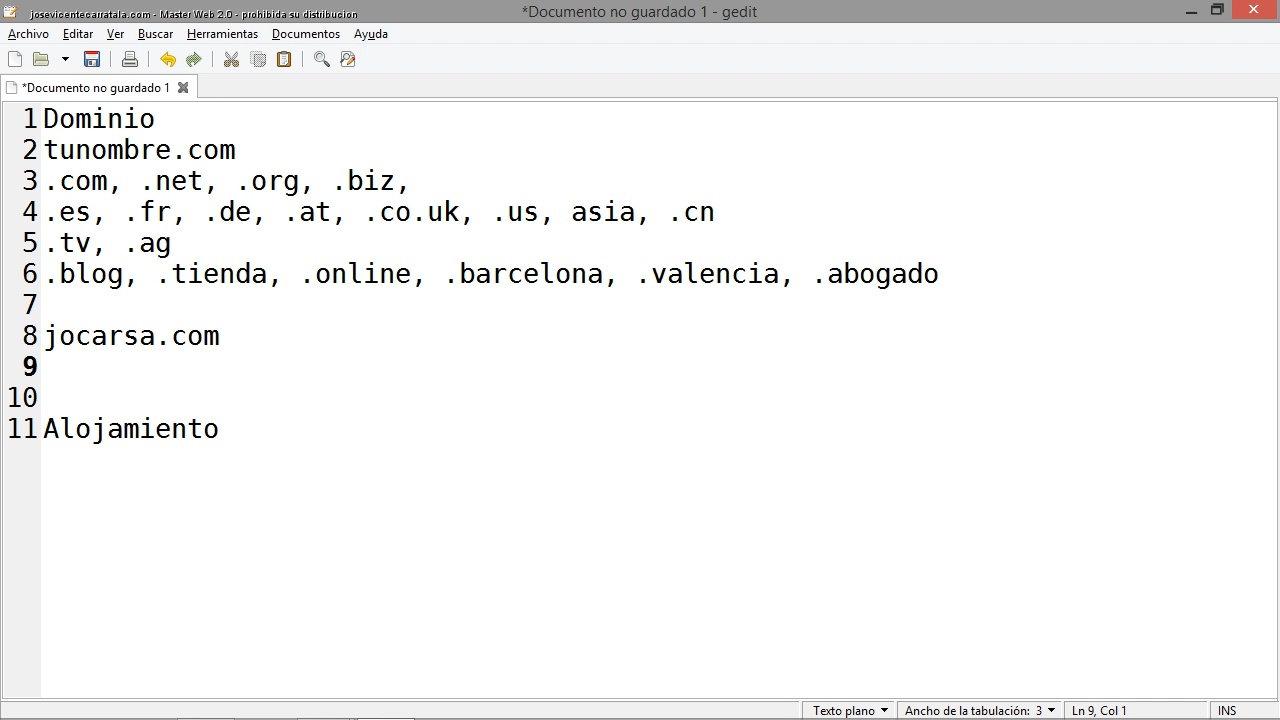 josevicentecarratala.com - Master Web 2.0 - prohibida su distribucion
*Documento no guardado 1 - gedit
Archivo Editar Ver Buscar Herramientas Documentos Ayuda
*Documento no guardado 1
1 Dominio
2 tunombre.com
3 .com, .net, .org, .biz,
4 .es, .fr, .de, .at, .co.uk, .us, asia, .cn
5 .tv, .ag
6 .blog, .tienda, .online, .barcelona, .valencia, .abogado
7
8 jocarsa.com
9
10
11 Alojamiento
Texto plano Ancho de la tabulación: 3 Ln 9, Col 1 INS